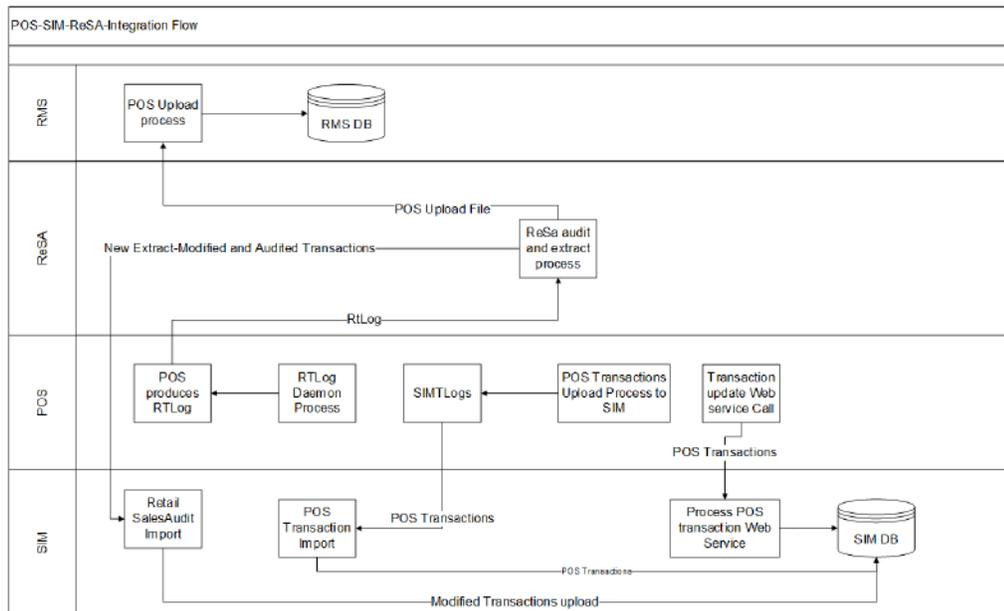 POS-SIM-ReSA-Integration Flow
RMS
POS Upload
process
RMS DB
ReSA
POS Upload File
ReSa audit
and extract
process
New Extract-Modified and Audited Transactions
RtLog
POS
POS
produces
RTLog
RTLog
Daemon
Process
SIMTLogs
POS Transactions
Upload Process to
SIM
Transaction
update Web
service Call
POS Transactions
SIM
Retail
SalesAudit
Import
POS
Transaction
Import
POS Transactions
Process POS
transaction Web
Service
SIM DB
POS Transactions
Modified Transactions upload